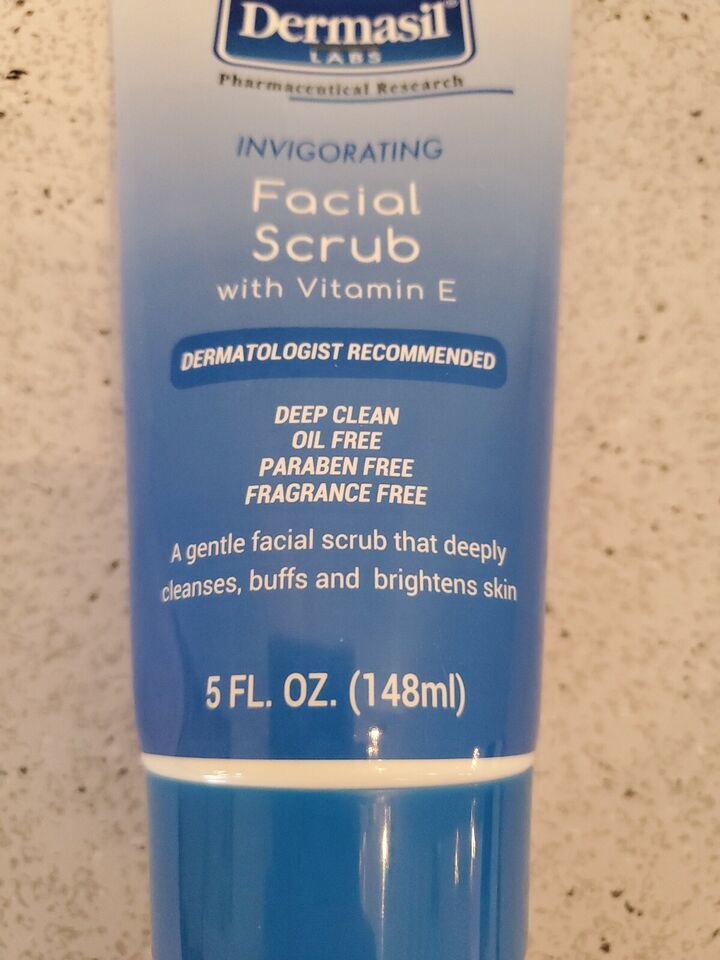 Dermasil®
LABS
Pharmaceutical Research
INVIGORATING
Facial
Scrub
with Vitamin E
DERMATOLOGIST RECOMMENDED
DEEP CLEAN
OIL FREE
PARABEN FREE
FRAGRANCE FREE
A gentle facial scrub that deeply
cleanses, buffs and brightens skin
5 FL. OZ. (148ml)